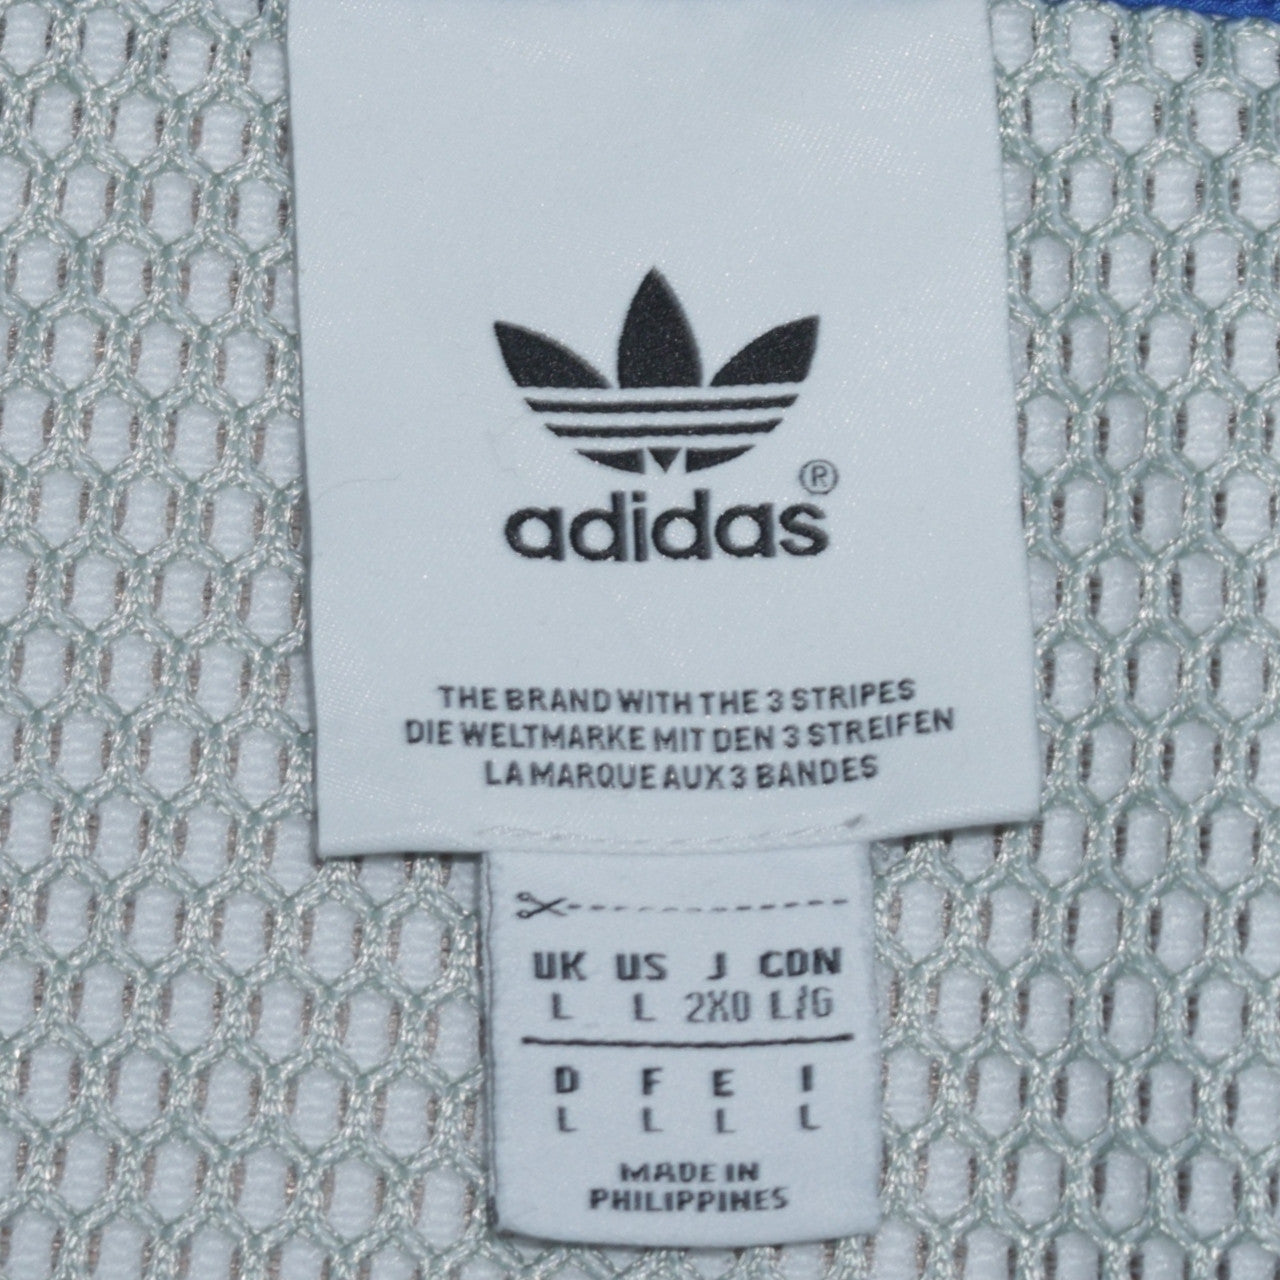 adidas®
THE BRAND WITH THE 3 STRIPES
DIE WELTMARKE MIT DEN 3 STREIFEN
LA MARQUE AUX 3 BANDES
UK US J CDN
L L 2XO L/G
D F E I
L L L L
MADE IN
PHILIPPINES